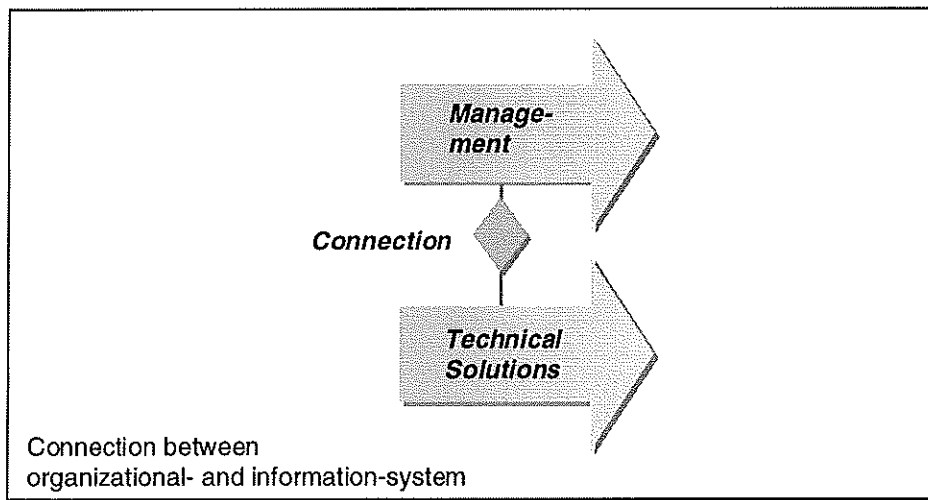 Manage-
ment
Connection
Technical
Solutions
Connection between
organizational- and information-system